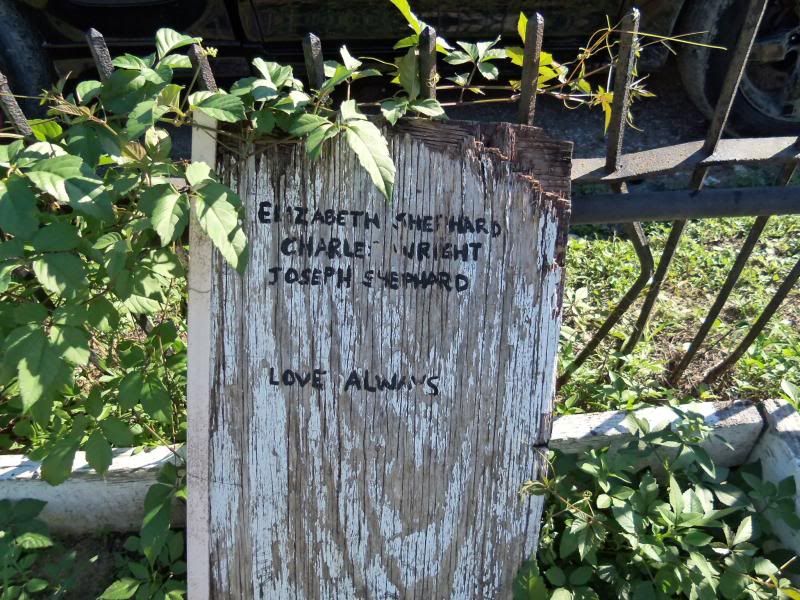 ELIZABETH SHEPHARD
CHARLES WRIGHT
JOSEPH SHEPHARD
LOVE ALWAYS